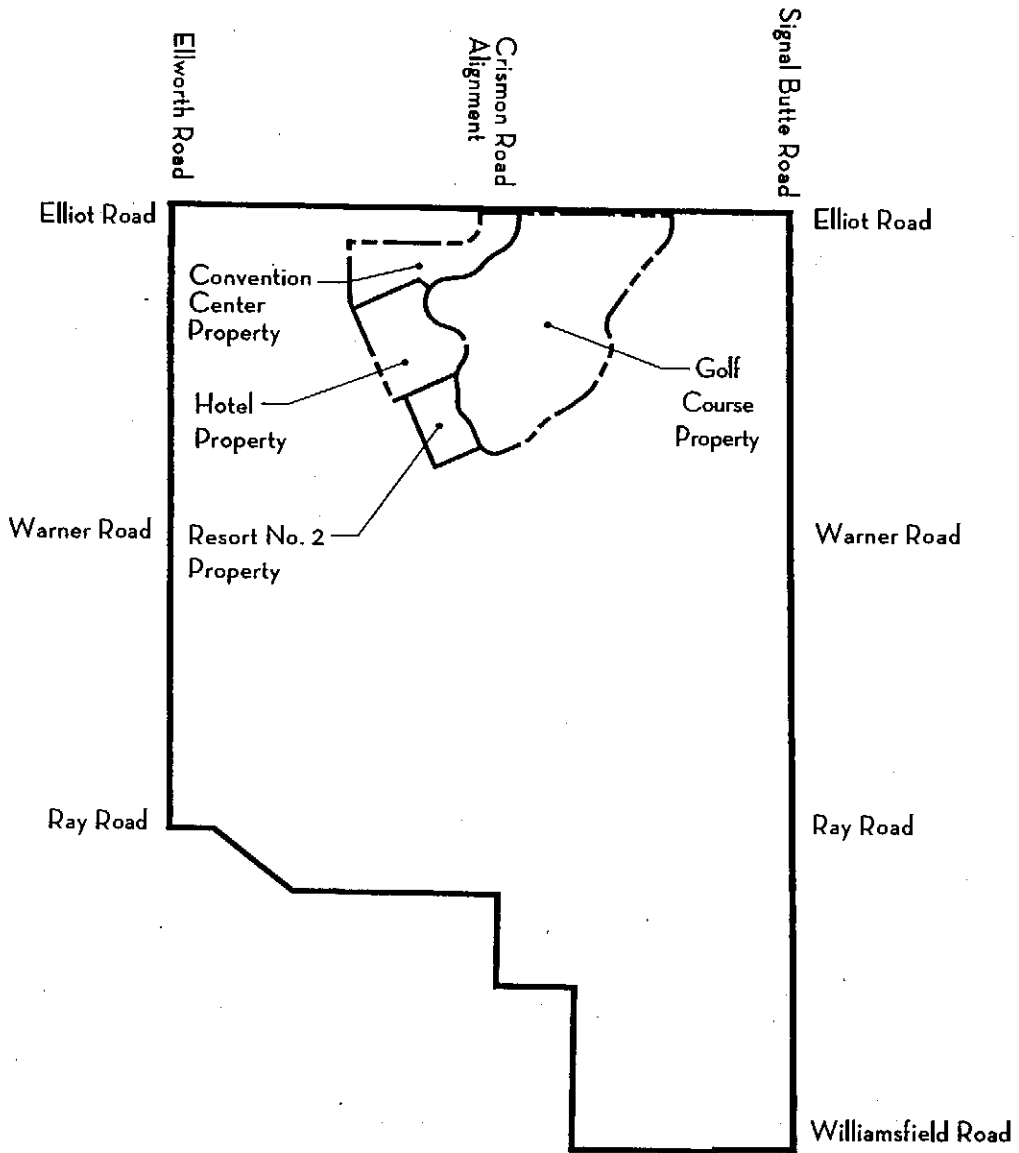 Ellworth Road
Crismon Road
Alignment
Signal Butte Road
Elliot Road
Elliot Road
Convention
Center
Property
Hotel
Property
Golf
Course
Property
Warner Road
Resort No. 2
Property
Warner Road
Ray Road
Ray Road
Williamsfield Road